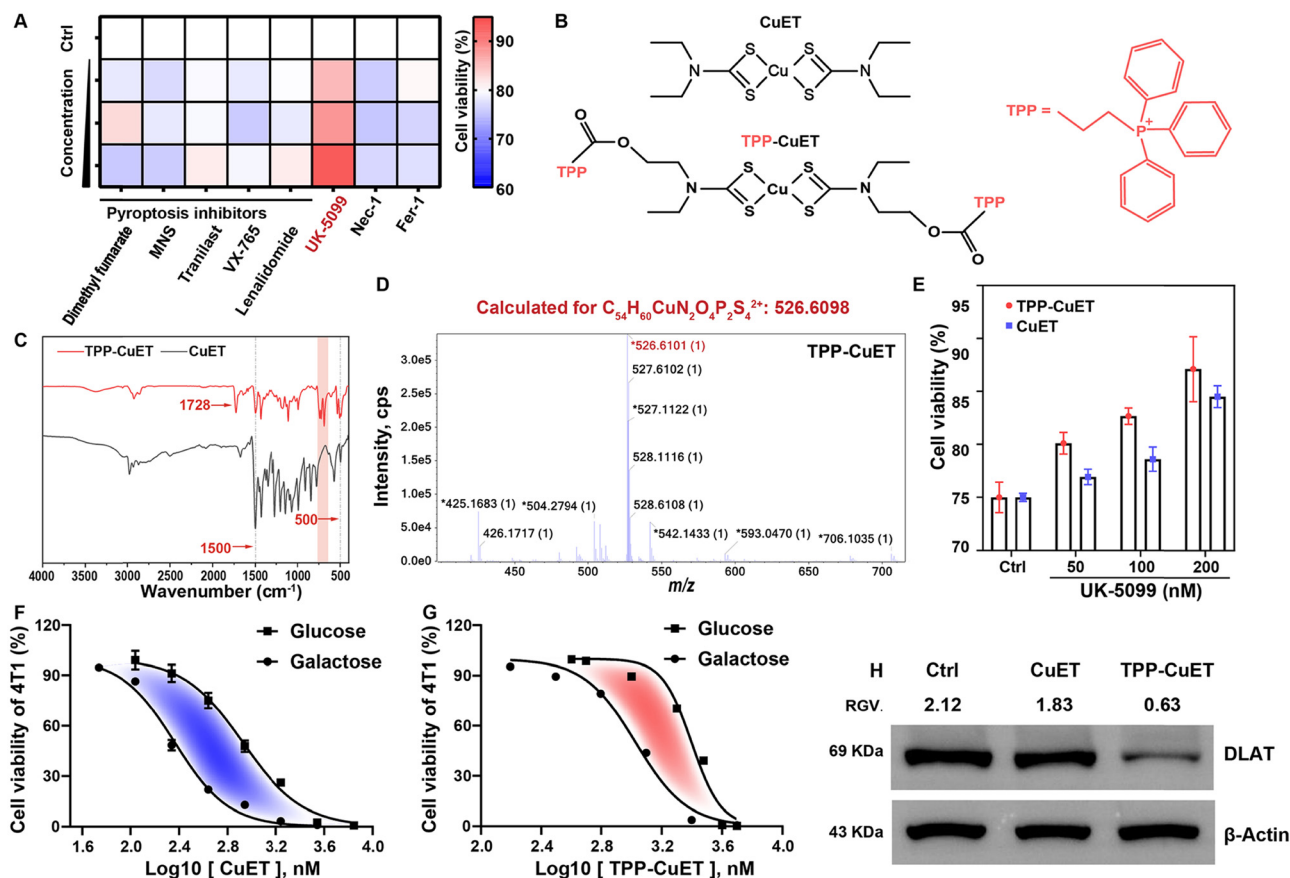 A
Ctrl
Concentration
Pyroptosis inhibitors
Dimethyl fumarate
MNS
Tranilast
VX-765
Lenalidomide
UK-5099
Nec-1
Fer-1
Cell viability (%)
90
80
70
60
B
CuET
N
S
S
Cu
S
S
N
TPP-CuET
O
O
TPP
N
S
S
Cu
S
S
N
TPP
O
O
TPP =
P+
C
TPP-CuET
CuET
1728
500
1500
4000 3500 3000 2500 2000 1500 1000 500
Wavenumber (cm-1)
D
Calculated for C54H60CuN2O4P2S4 2+: 526.6098
TPP-CuET
*526.6101 (1)
527.6102 (1)
*527.1122 (1)
528.1116 (1)
528.6108 (1)
*425.1683 (1)
426.1717 (1)
*504.2794 (1)
*542.1433 (1)
*593.0470 (1)
*706.1035 (1)
Intensity, cps
3.0e5
2.5e5
2.0e5
1.5e5
1.0e5
5.0e4
0.0e0
450 500 550 600 650 700
m/z
E
TPP-CuET
CuET
Cell viability (%)
95
90
85
80
75
70
Ctrl 50 100 200
UK-5099 (nM)
F
Glucose
Galactose
Cell viability of 4T1 (%)
120
90
60
30
0
1.6 2.0 2.4 2.8 3.2 3.6 4.0
Log10 [ CuET ], nM
G
Glucose
Galactose
Cell viability of 4T1 (%)
120
90
60
30
0
2.0 2.4 2.8 3.2 3.6 4.0
Log10 [ TPP-CuET ], nM
H
Ctrl CuET TPP-CuET
RGV. 2.12 1.83 0.63
69 KDa
DLAT
43 KDa
β-Actin